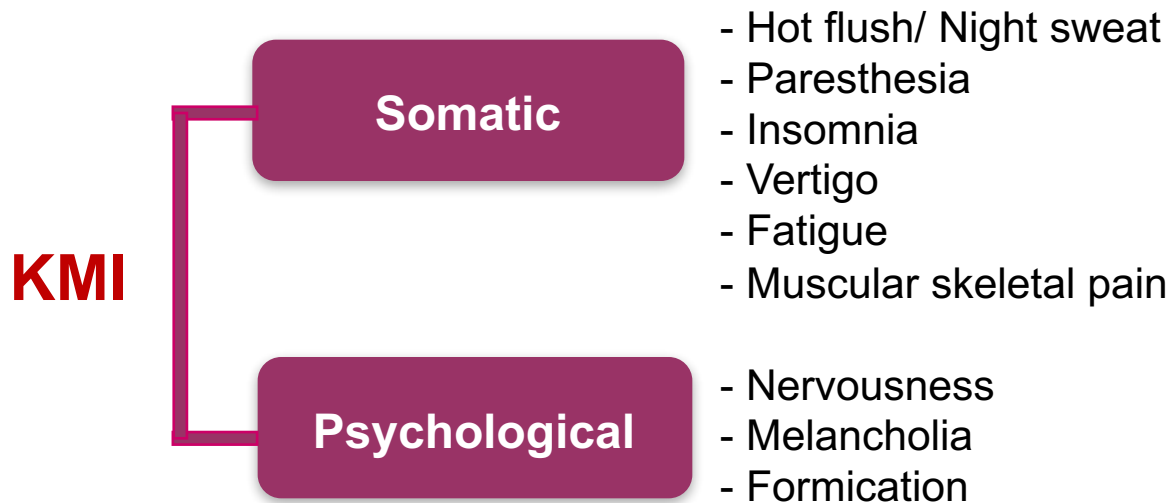 KMI
Somatic
- Hot flush/ Night sweat
- Paresthesia
- Insomnia
- Vertigo
- Fatigue
- Muscular skeletal pain
Psychological
- Nervousness
- Melancholia
- Formication